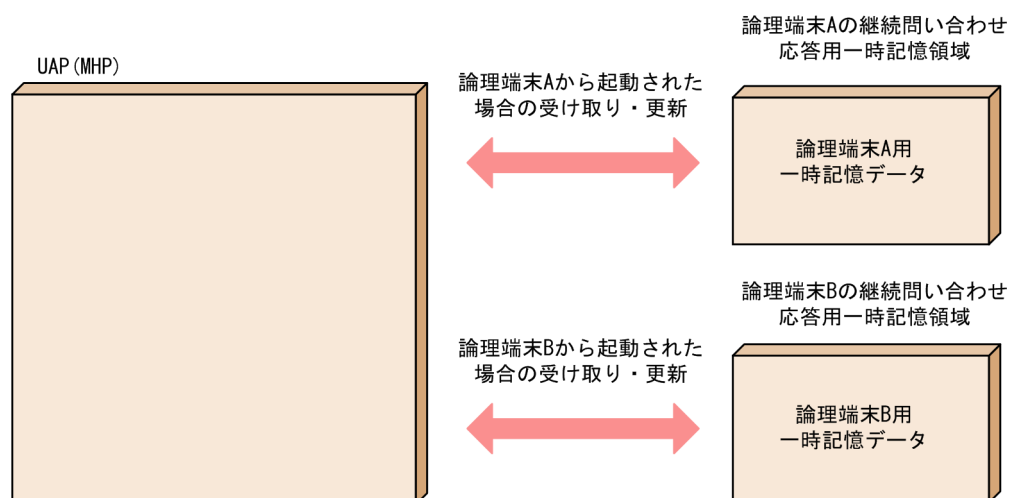 UAP(MHP)
論理端末Aから起動された
場合の受け取り・更新
論理端末Aの継続問い合わせ
応答用一時記憶領域
論理端末A用
一時記憶データ
論理端末Bから起動された
場合の受け取り・更新
論理端末Bの継続問い合わせ
応答用一時記憶領域
論理端末B用
一時記憶データ